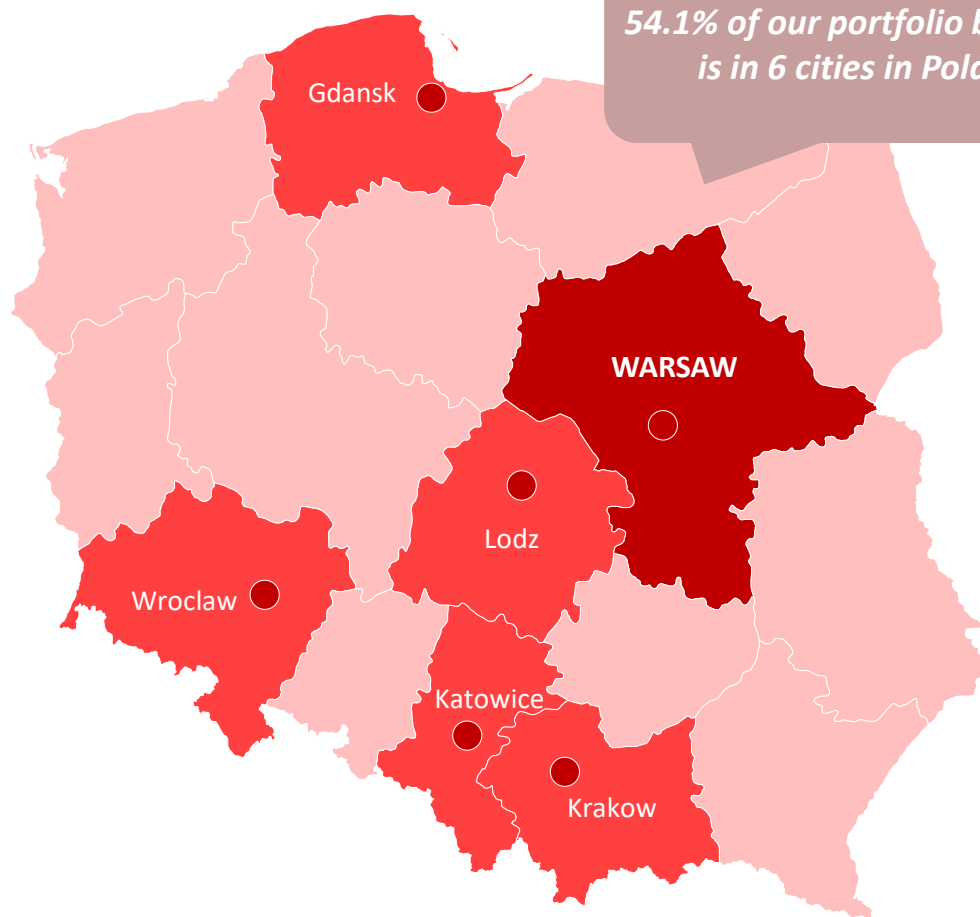 54.1% of our portfolio
is in 6 cities in
Gdansk
WARSAW
Lodz
Wroclaw
Katowice
Krakow